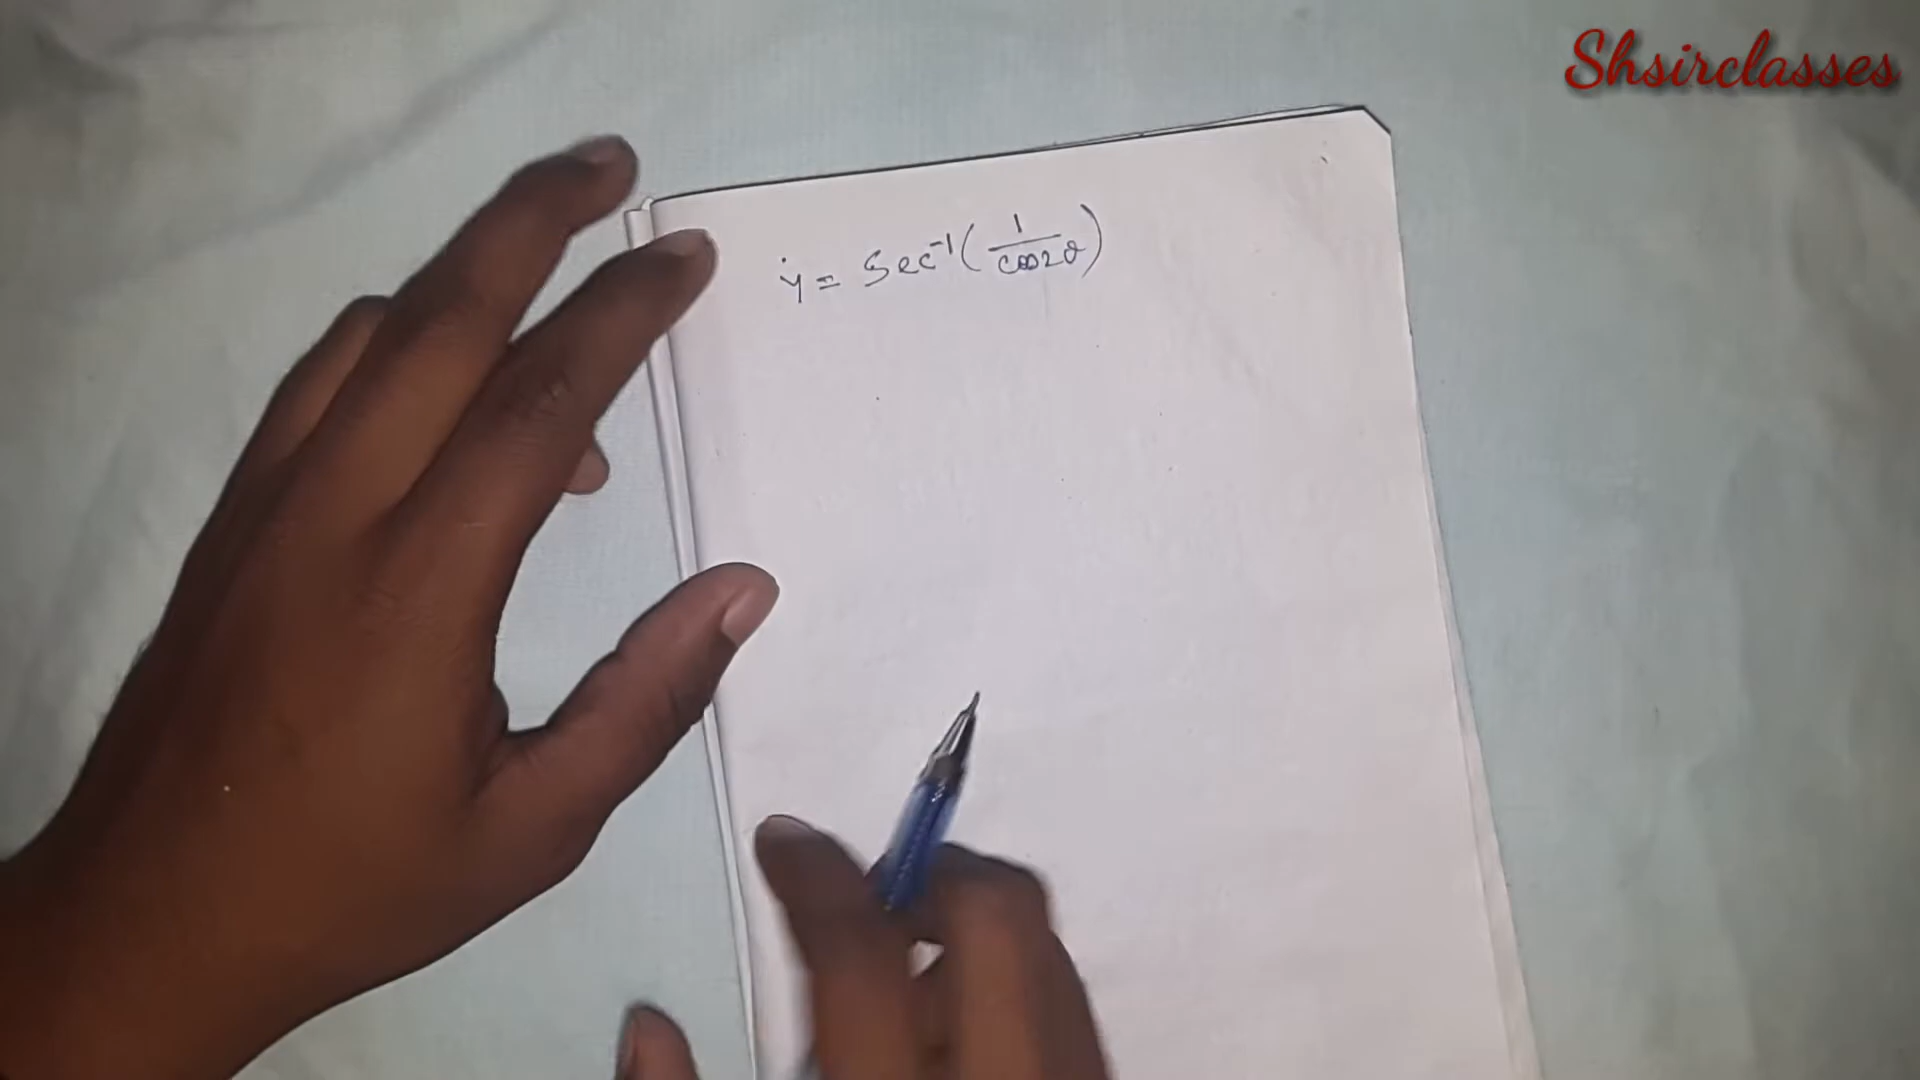 Shsirclasses
y = Sec⁻¹(1/cos2θ)